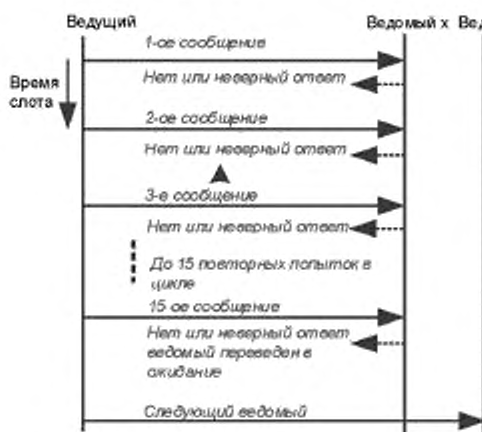 Ведущий
Ведомый x Вед
1-ое сообщение
Нет или неверный ответ
Время
слота
2-ое сообщение
Нет или неверный ответ
3-е сообщение
Нет или неверный ответ
До 15 повторных попыток в
цикле
15 ое сообщение
Нет или неверный ответ
ведомый переведен в
ожидание
Следующий ведомый